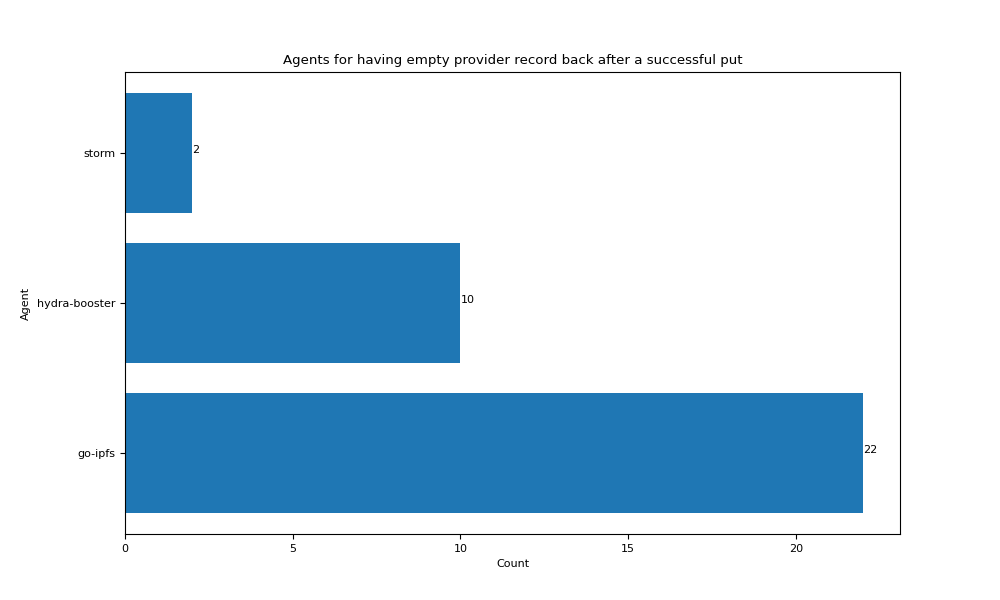 Agents for having empty provider record back after a successful put
storm
2
Agent
hydra-booster
10
go-ipfs
22
0
5
10
15
20
Count